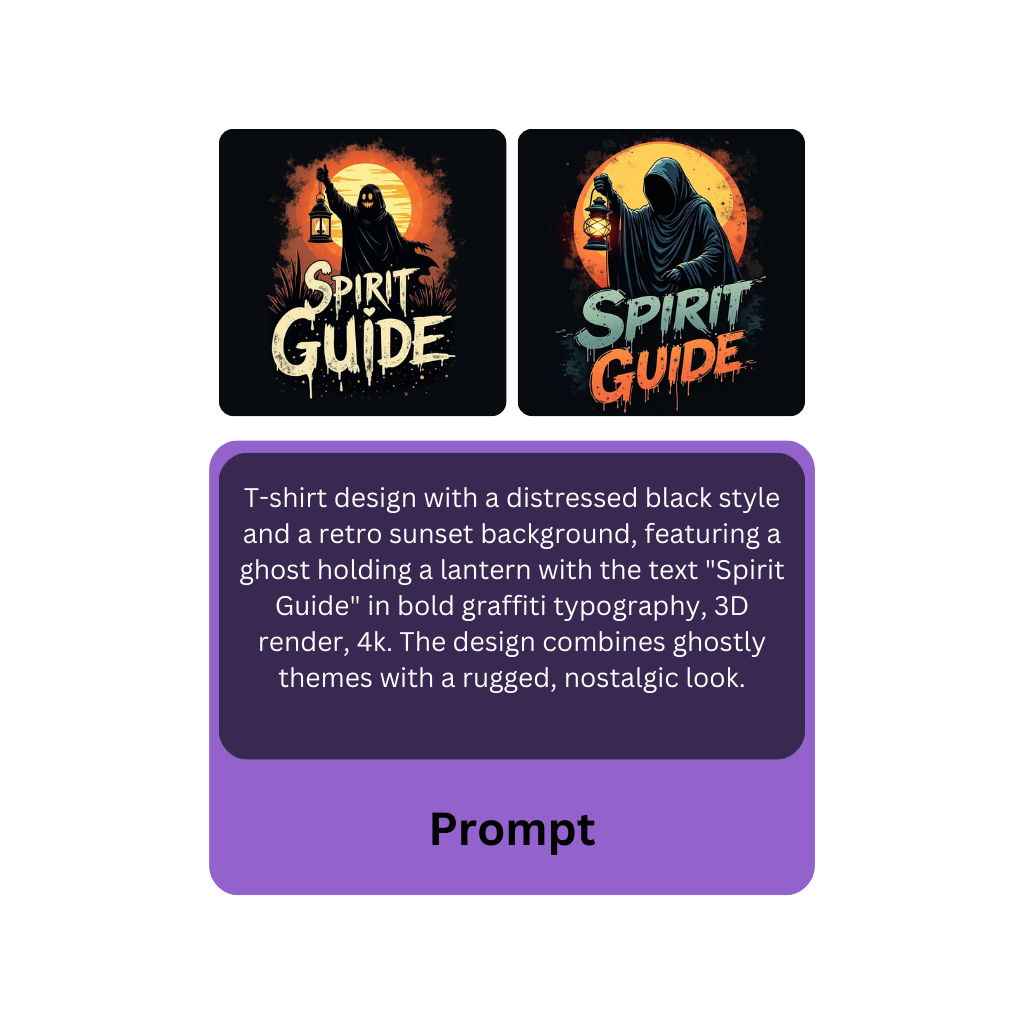 SPIRIT
GUIDE
SPIRIT
GUIDE
T-shirt design with a distressed black style
and a retro sunset background, featuring a
ghost holding a lantern with the text "Spirit
Guide" in bold graffiti typography, 3D
render, 4k. The design combines ghostly
themes with a rugged, nostalgic look.
Prompt